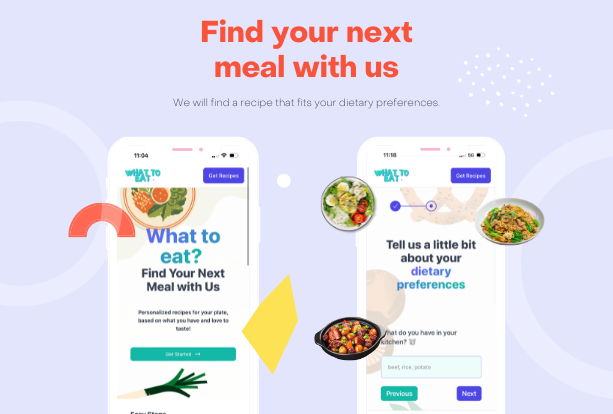 Find your next
meal with us
We will find a recipe that fits your dietary preferences.
11:04
WHAT TO
EAT
Get Recipes
What to
eat?
Find Your Next
Meal with Us
Personalized recipes for your plate,
based on what you have and love to
taste!
Get Started →
Easy Steps
11:18
5G
WHAT TO
EAT
Get Recipes
Tell us a little bit
about your
dietary
preferences
hat do you have in your
kitchen?
beef, rice, potato
Previous
Next